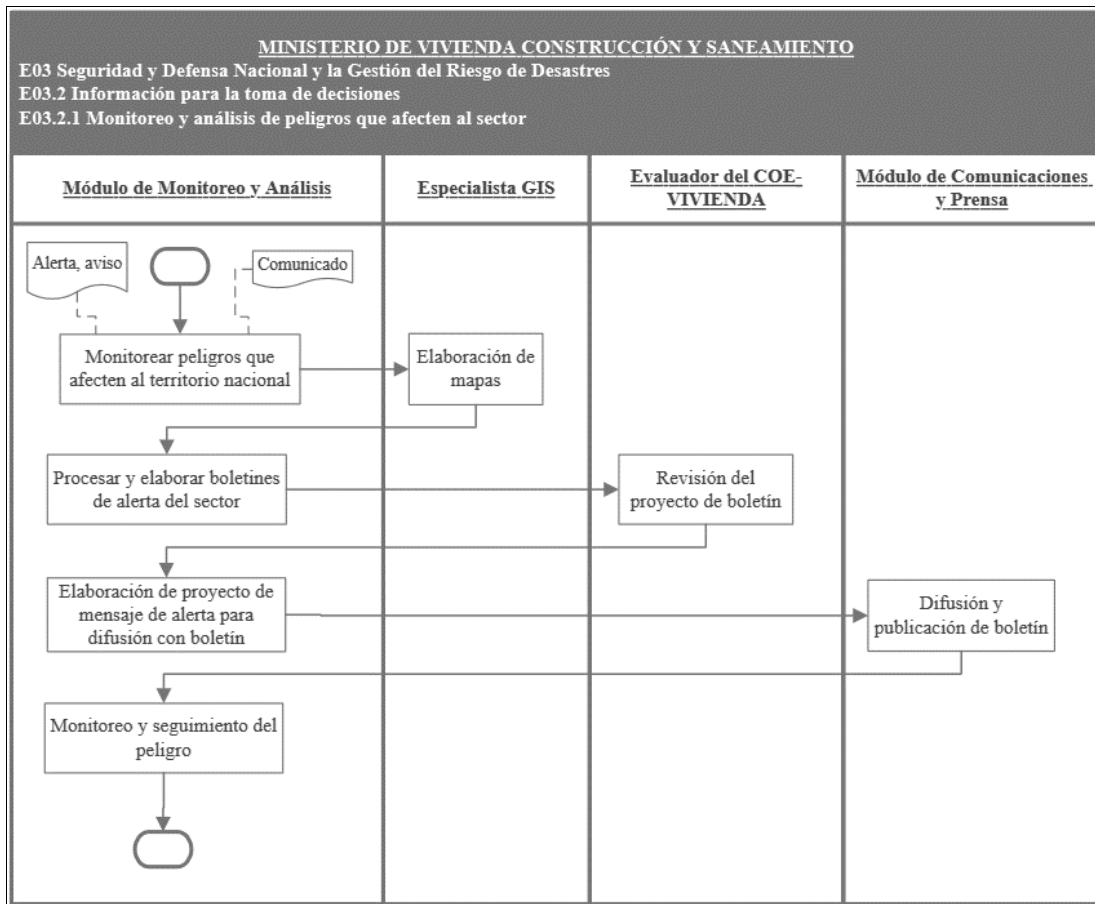 MINISTERIO DE VIVIENDA CONSTRUCCIÓN Y SANEAMIENTO
E03 Seguridad y Defensa Nacional y la Gestión del Riesgo de Desastres
E03.2 Información para la toma de decisiones
E03.2.1 Monitoreo y análisis de peligros que afecten al sector
Módulo de Monitoreo y Análisis
Especialista GIS
Evaluador del COE-
VIVIENDA
Módulo de Comunicaciones
y Prensa
Alerta, aviso
Comunicado
Monitorear peligros que
afecten al territorio nacional
Elaboración de
mapas
Procesar y elaborar boletines
de alerta del sector
Revisión del
proyecto de boletín
Elaboración de proyecto de
mensaje de alerta para
difusión con boletín
Difusión y
publicación de boletín
Monitoreo y seguimiento del
peligro